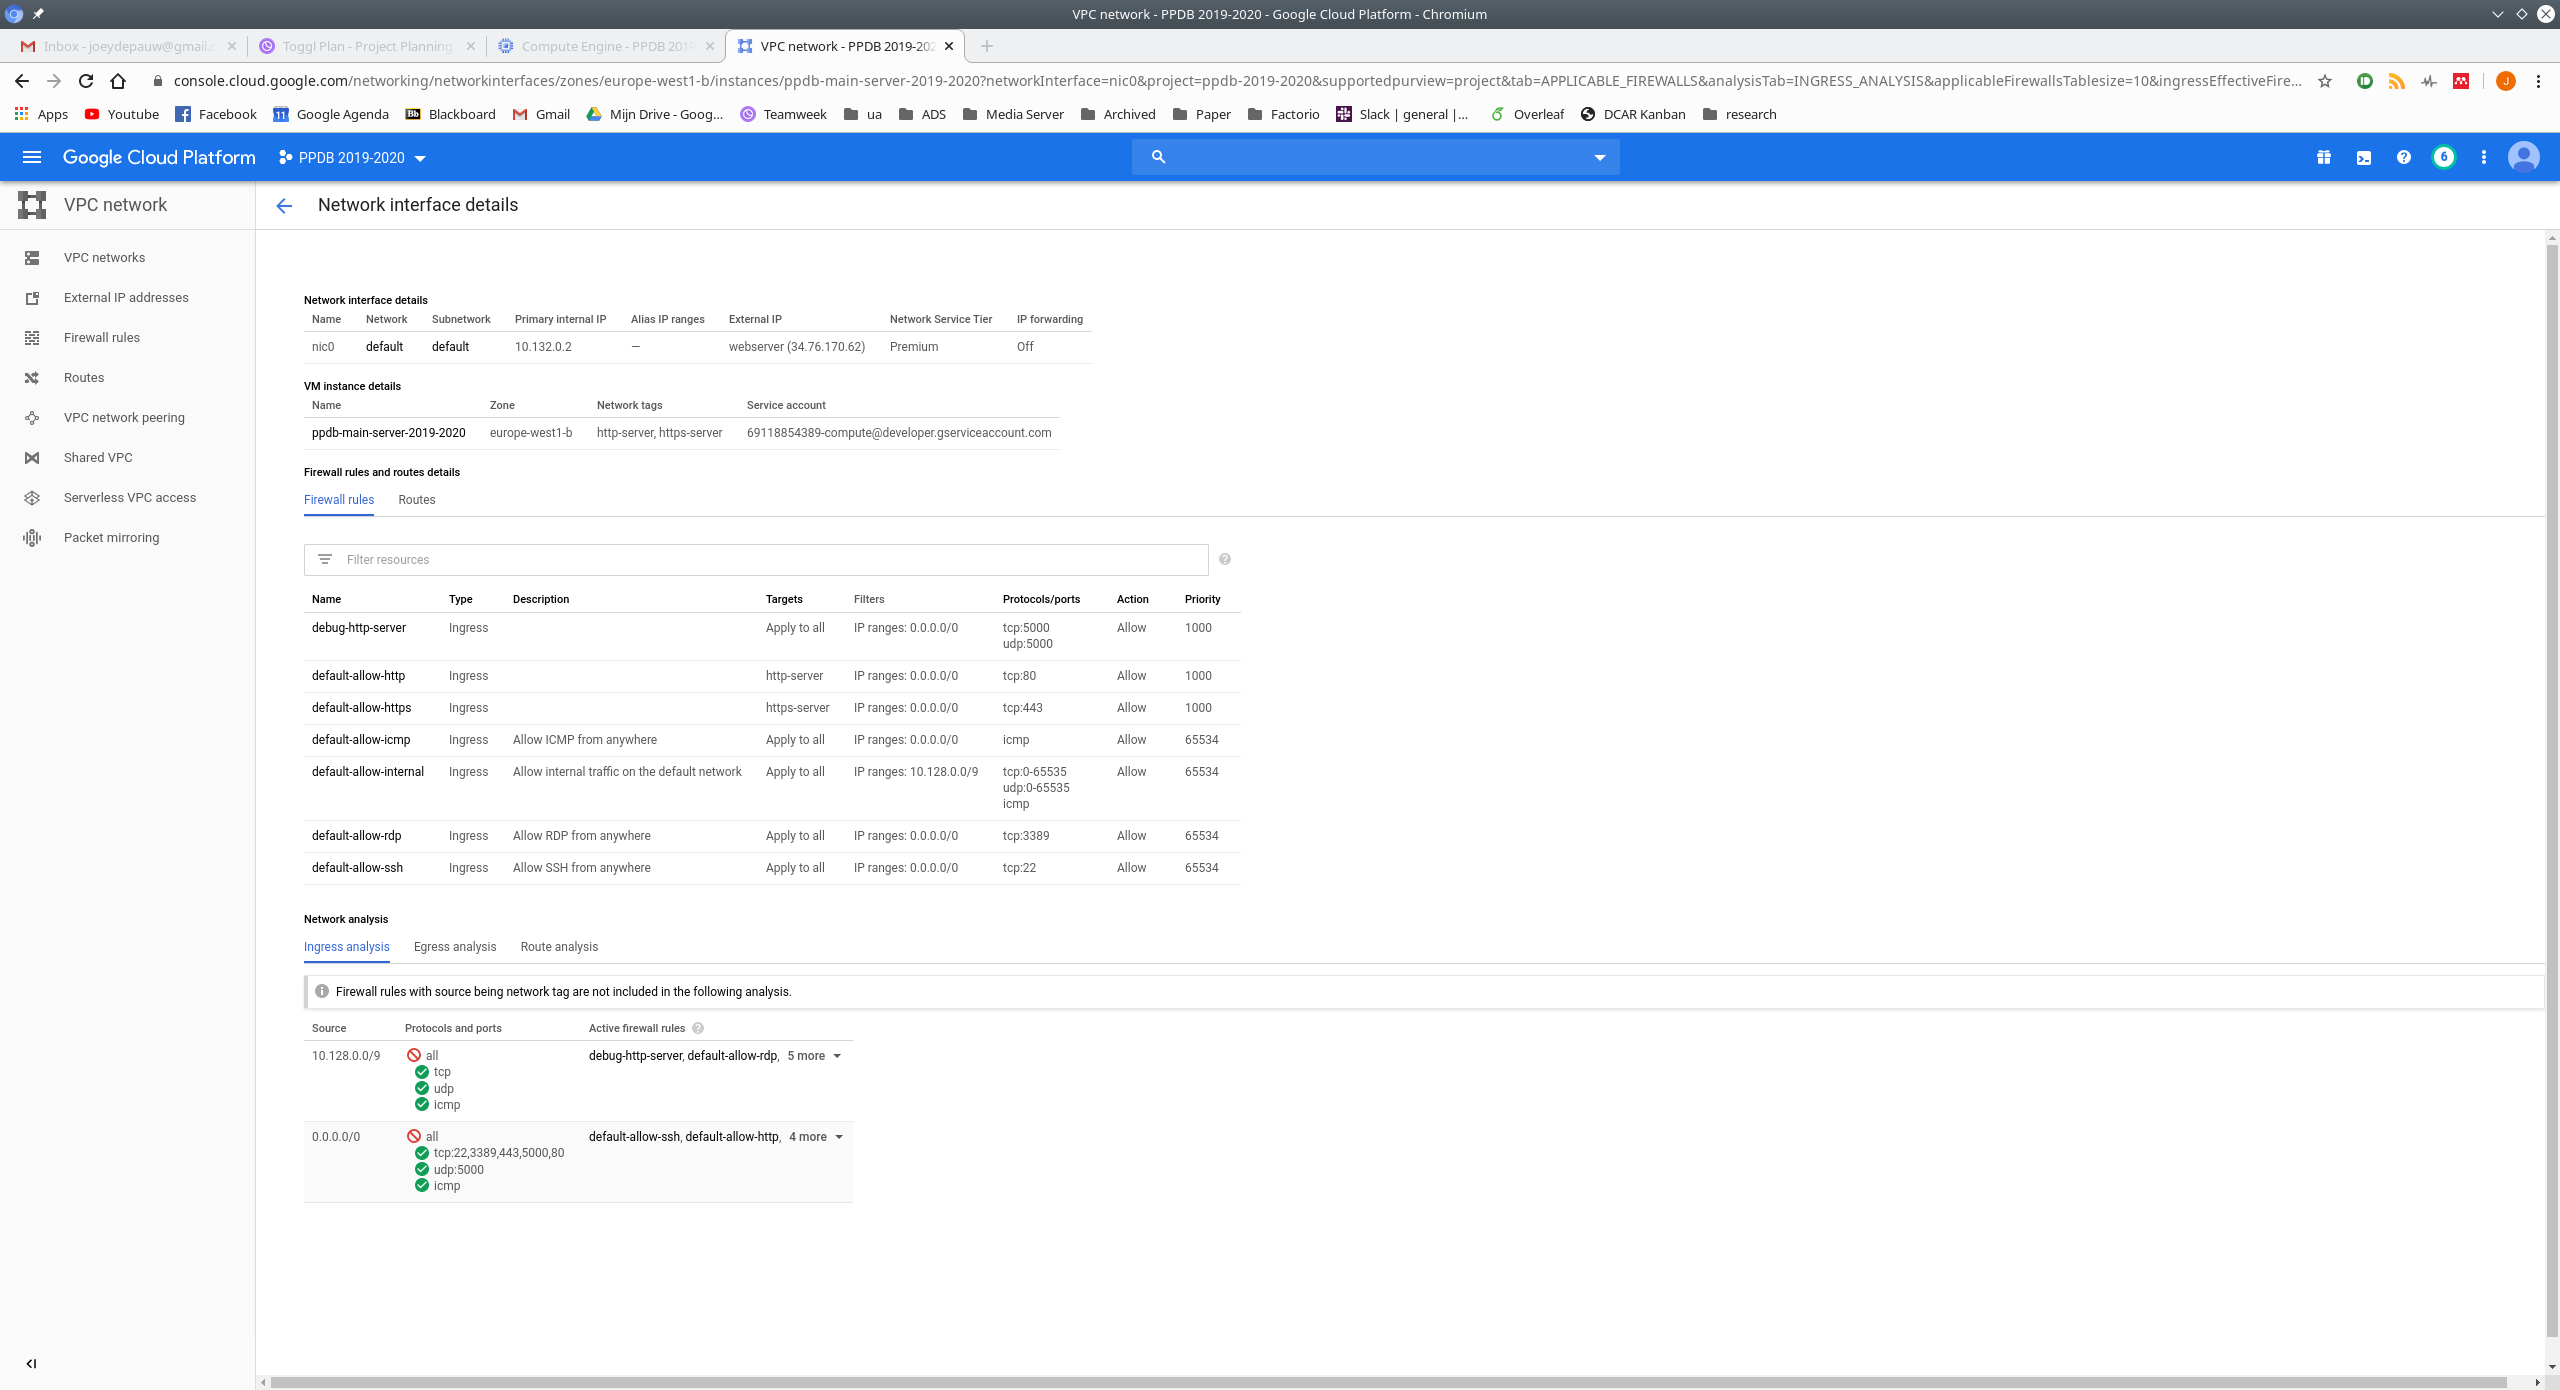 VPC network - PPDB 2019-2020 - Google Cloud Platform - Chromium
Inbox - joeydepauw@gmail.c Toggl Plan - Project Planning Compute Engine - PPDB 2019 VPC network - PPDB 2019-202
console.cloud.google.com/networking/networkinterfaces/zones/europe-west1-b/instances/ppdb-main-server-2019-2020?networkInterface=nic0&project=ppdb-2019-2020&supportedpurview=project&tab=APPLICABLE_FIREWALLS&analysisTab=INGRESS_ANALYSIS&applicableFirewallsTablesize=10&ingressEffectiveFire... J
Apps Youtube Facebook 11 Google Agenda Bb Blackboard Gmail Mijn Drive - Goog... Teamweek ua ADS Media Server Archived Paper Factorio Slack | general |... Overleaf DCAR Kanban research
Google Cloud Platform PPDB 2019-2020 6
VPC network
Network interface details
VPC networks
External IP addresses
Firewall rules
Routes
VPC network peering
Shared VPC
Serverless VPC access
Packet mirroring
Network interface details
Name Network Subnetwork Primary internal IP Alias IP ranges External IP Network Service Tier IP forwarding
nic0 default default 10.132.0.2 — webserver (34.76.170.62) Premium Off
VM instance details
Name Zone Network tags Service account
ppdb-main-server-2019-2020 europe-west1-b http-server, https-server 69118854389-compute@developer.gserviceaccount.com
Firewall rules and routes details
Firewall rules Routes
Filter resources
Name Type Description Targets Filters Protocols/ports Action Priority
debug-http-server Ingress Apply to all IP ranges: 0.0.0.0/0 tcp:5000 Allow 1000
udp:5000
default-allow-http Ingress http-server IP ranges: 0.0.0.0/0 tcp:80 Allow 1000
default-allow-https Ingress https-server IP ranges: 0.0.0.0/0 tcp:443 Allow 1000
default-allow-icmp Ingress Allow ICMP from anywhere Apply to all IP ranges: 0.0.0.0/0 icmp Allow 65534
default-allow-internal Ingress Allow internal traffic on the default network Apply to all IP ranges: 10.128.0.0/9 tcp:0-65535 Allow 65534
udp:0-65535
icmp
default-allow-rdp Ingress Allow RDP from anywhere Apply to all IP ranges: 0.0.0.0/0 tcp:3389 Allow 65534
default-allow-ssh Ingress Allow SSH from anywhere Apply to all IP ranges: 0.0.0.0/0 tcp:22 Allow 65534
Network analysis
Ingress analysis Egress analysis Route analysis
Firewall rules with source being network tag are not included in the following analysis.
Source Protocols and ports Active firewall rules
10.128.0.0/9 all debug-http-server, default-allow-rdp, 5 more
tcp
udp
icmp
0.0.0.0/0 all default-allow-ssh, default-allow-http, 4 more
tcp:22,3389,443,5000,80
udp:5000
icmp